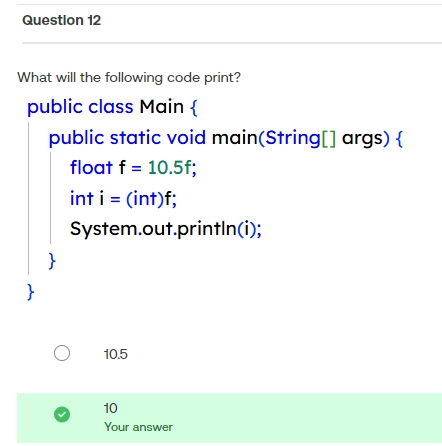 Question 12
What will the following code print?
public class Main {
public static void main(String[] args) {
float f = 10.5f;
int i = (int)f;
System.out.println(i);
}
}
10.5
10
Your answer